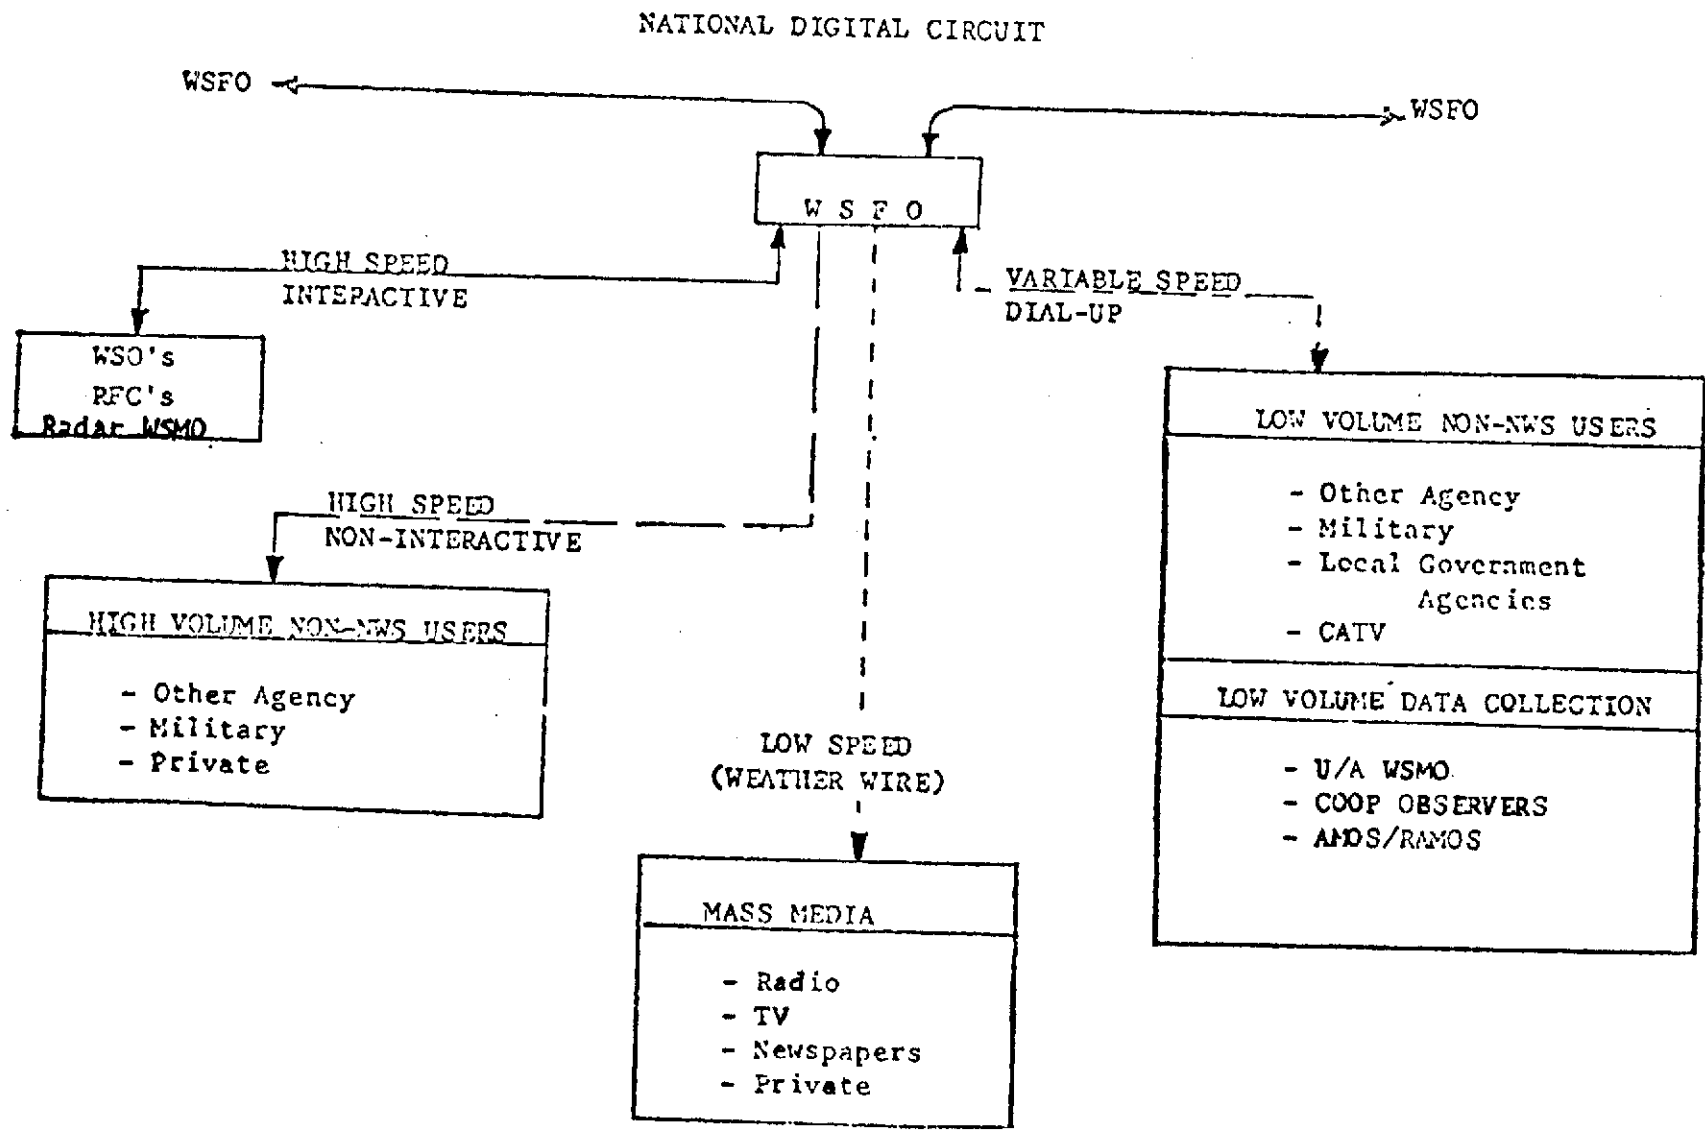 NATIONAL DIGITAL CIRCUIT
WSFO
WSFO
W S F O
HIGH SPEED
INTEPACTIVE
VARIABLE SPEED
DIAL-UP
WSO's
RFC's
Radar WSMO
HIGH SPEED
NON-INTERACTIVE
HIGH VOLUME NON-NWS USERS
- Other Agency
- Military
- Private
LOW SPEED
(WEATHER WIRE)
MASS MEDIA
- Radio
- TV
- Newspapers
- Private
LOW VOLUME NON-NWS USERS
- Other Agency
- Military
- Local Government
Agencies
- CATV
LOW VOLUME DATA COLLECTION
- U/A WSMO
- COOP OBSERVERS
- AMOS/RAMOS